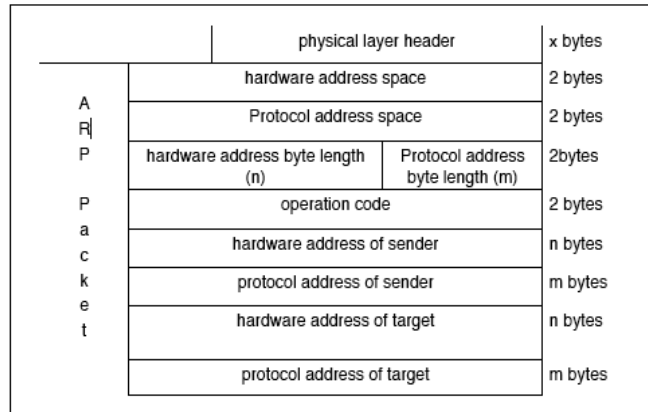 physical layer header x bytes
hardware address space 2 bytes
Protocol address space 2 bytes
hardware address byte length (n) Protocol address byte length (m) 2bytes
operation code 2 bytes
hardware address of sender n bytes
protocol address of sender m bytes
hardware address of target n bytes
protocol address of target m bytes
A
R
P
P
a
c
k
e
t